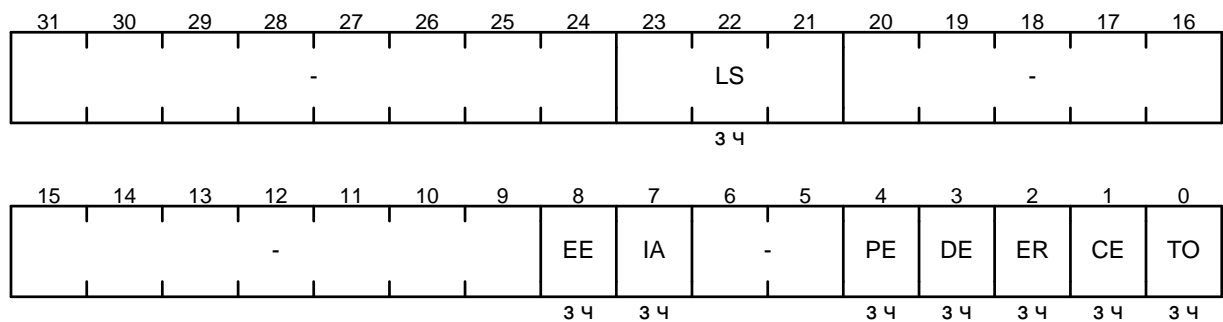 31 30 29 28 27 26 25 24 23 22 21 20 19 18 17 16
- LS -
з ч
15 14 13 12 11 10 9 8 7 6 5 4 3 2 1 0
- EE IA - PE DE ER CE TO
з ч з ч з ч з ч з ч з ч з ч